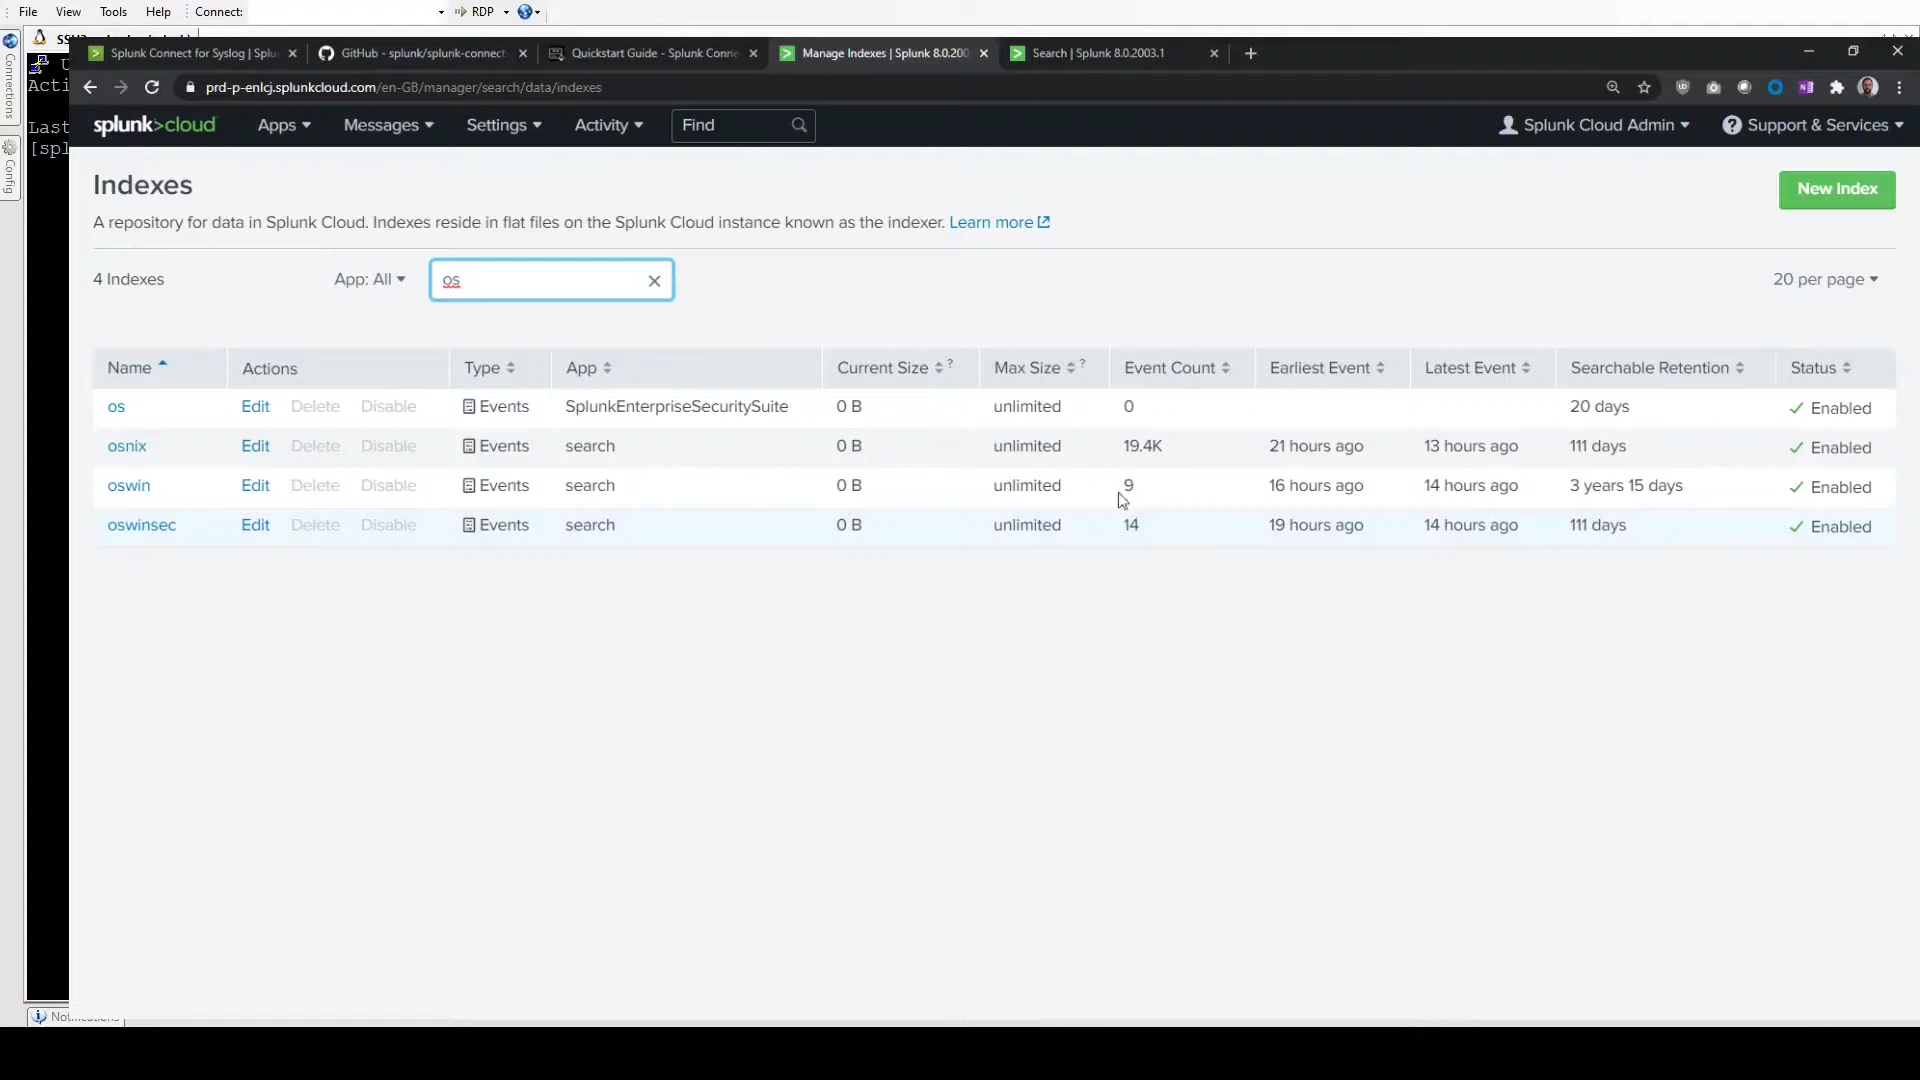 File View Tools Help Connect: RDP
Splunk Connect for Syslog | Splu
GitHub - splunk/splunk-connect
Quickstart Guide - Splunk Conne
Manage Indexes | Splunk 8.0.200
Search | Splunk 8.0.2003.1
Connections
Config
Acti
Last
[spl
prd-p-enlcj.splunkcloud.com/en-GB/manager/search/data/indexes
splunk>cloud Apps Messages Settings Activity Find Splunk Cloud Admin Support & Services
Indexes
New Index
A repository for data in Splunk Cloud. Indexes reside in flat files on the Splunk Cloud instance known as the indexer. Learn more
4 Indexes App: All os 20 per page
Name Actions Type App Current Size ? Max Size ? Event Count Earliest Event Latest Event Searchable Retention Status
os Edit Delete Disable Events SplunkEnterpriseSecuritySuite 0 B unlimited 0 20 days Enabled
osnix Edit Delete Disable Events search 0 B unlimited 19.4K 21 hours ago 13 hours ago 111 days Enabled
oswin Edit Delete Disable Events search 0 B unlimited 9 16 hours ago 14 hours ago 3 years 15 days Enabled
oswinsec Edit Delete Disable Events search 0 B unlimited 14 19 hours ago 14 hours ago 111 days Enabled